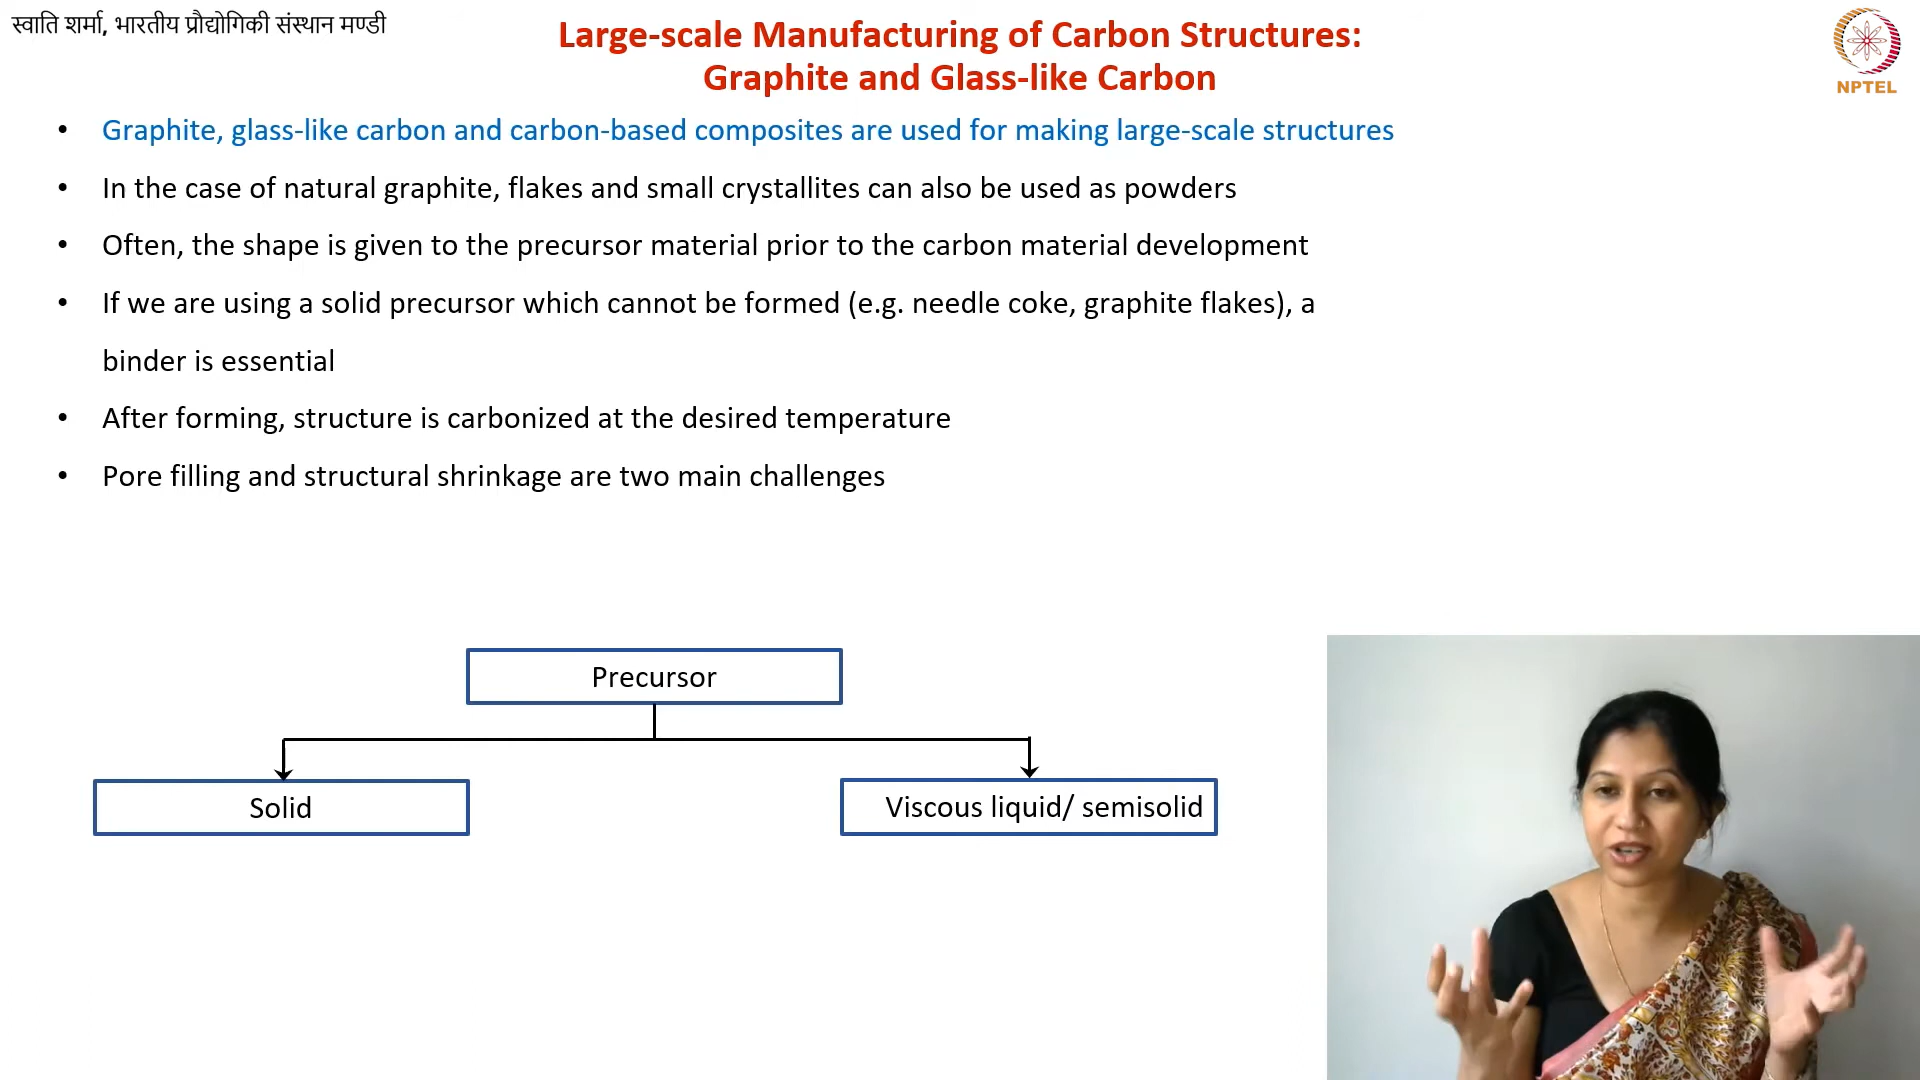 स्वाति शर्मा, भारतीय प्रौद्योगिकी संस्थान मण्डी
Large-scale Manufacturing of Carbon Structures:
Graphite and Glass-like Carbon
NPTEL
• Graphite, glass-like carbon and carbon-based composites are used for making large-scale structures
• In the case of natural graphite, flakes and small crystallites can also be used as powders
• Often, the shape is given to the precursor material prior to the carbon material development
• If we are using a solid precursor which cannot be formed (e.g. needle coke, graphite flakes), a
binder is essential
• After forming, structure is carbonized at the desired temperature
• Pore filling and structural shrinkage are two main challenges
Precursor
Solid
Viscous liquid/ semisolid